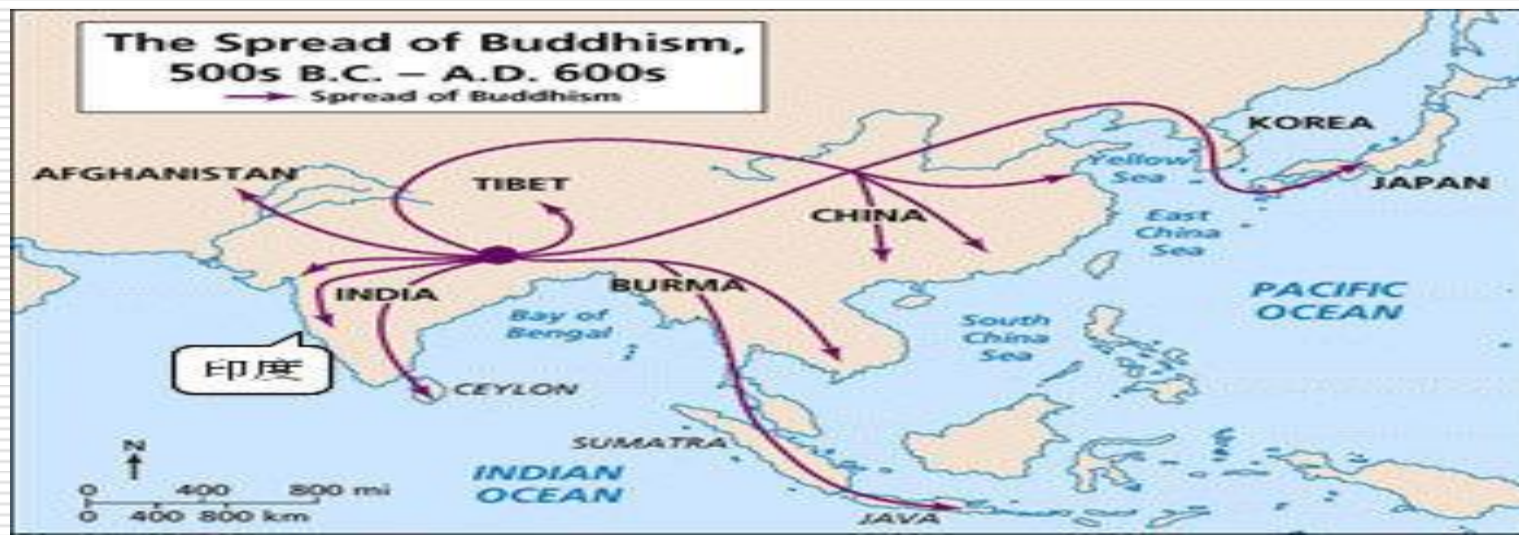 The Spread of Buddhism,
500s B.C. – A.D. 600s
Spread of Buddhism
AFGHANISTAN
TIBET
KOREA
Yellow
Sea
JAPAN
CHINA
East
China
Sea
INDIA
BURMA
Bay of
Bengal
South
China
Sea
PACIFIC
OCEAN
印度
CEYLON
SUMATRA
N
INDIAN
OCEAN
0 400 800 mi
0 400 800 km
JAVA